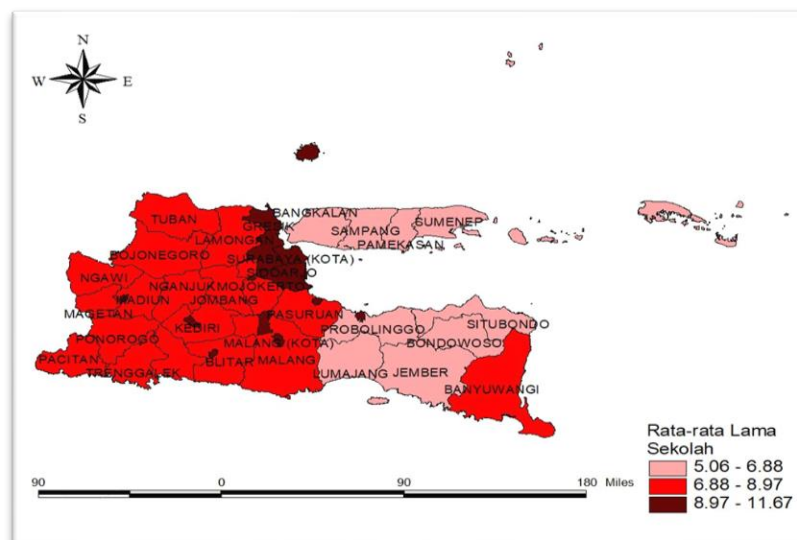 N
W E
S
BANGKALAN
TUBAN
GRESIK
SUMENEP
SAMPANG
LAMONGAN
PAMEKASAN
BOJONEGORO
SURABAYA (KOTA)
SIDOARJO
NGAWI
NGANJUK
MOJOKERTO
MADIUN
JOMBANG
MAGETAN
PASURUAN
KEDIRI
PROBOLINGGO
SITUBONDO
PONOROGO
MALANG (KOTA)
BONDOWOSO
PACITAN
BLITAR
MALANG
TRENGGALEK
LUMAJANG
JEMBER
BANYUWANGI
Rata-rata Lama
Sekolah
5.06 - 6.88
6.88 - 8.97
8.97 - 11.67
90 0 90 180 Miles